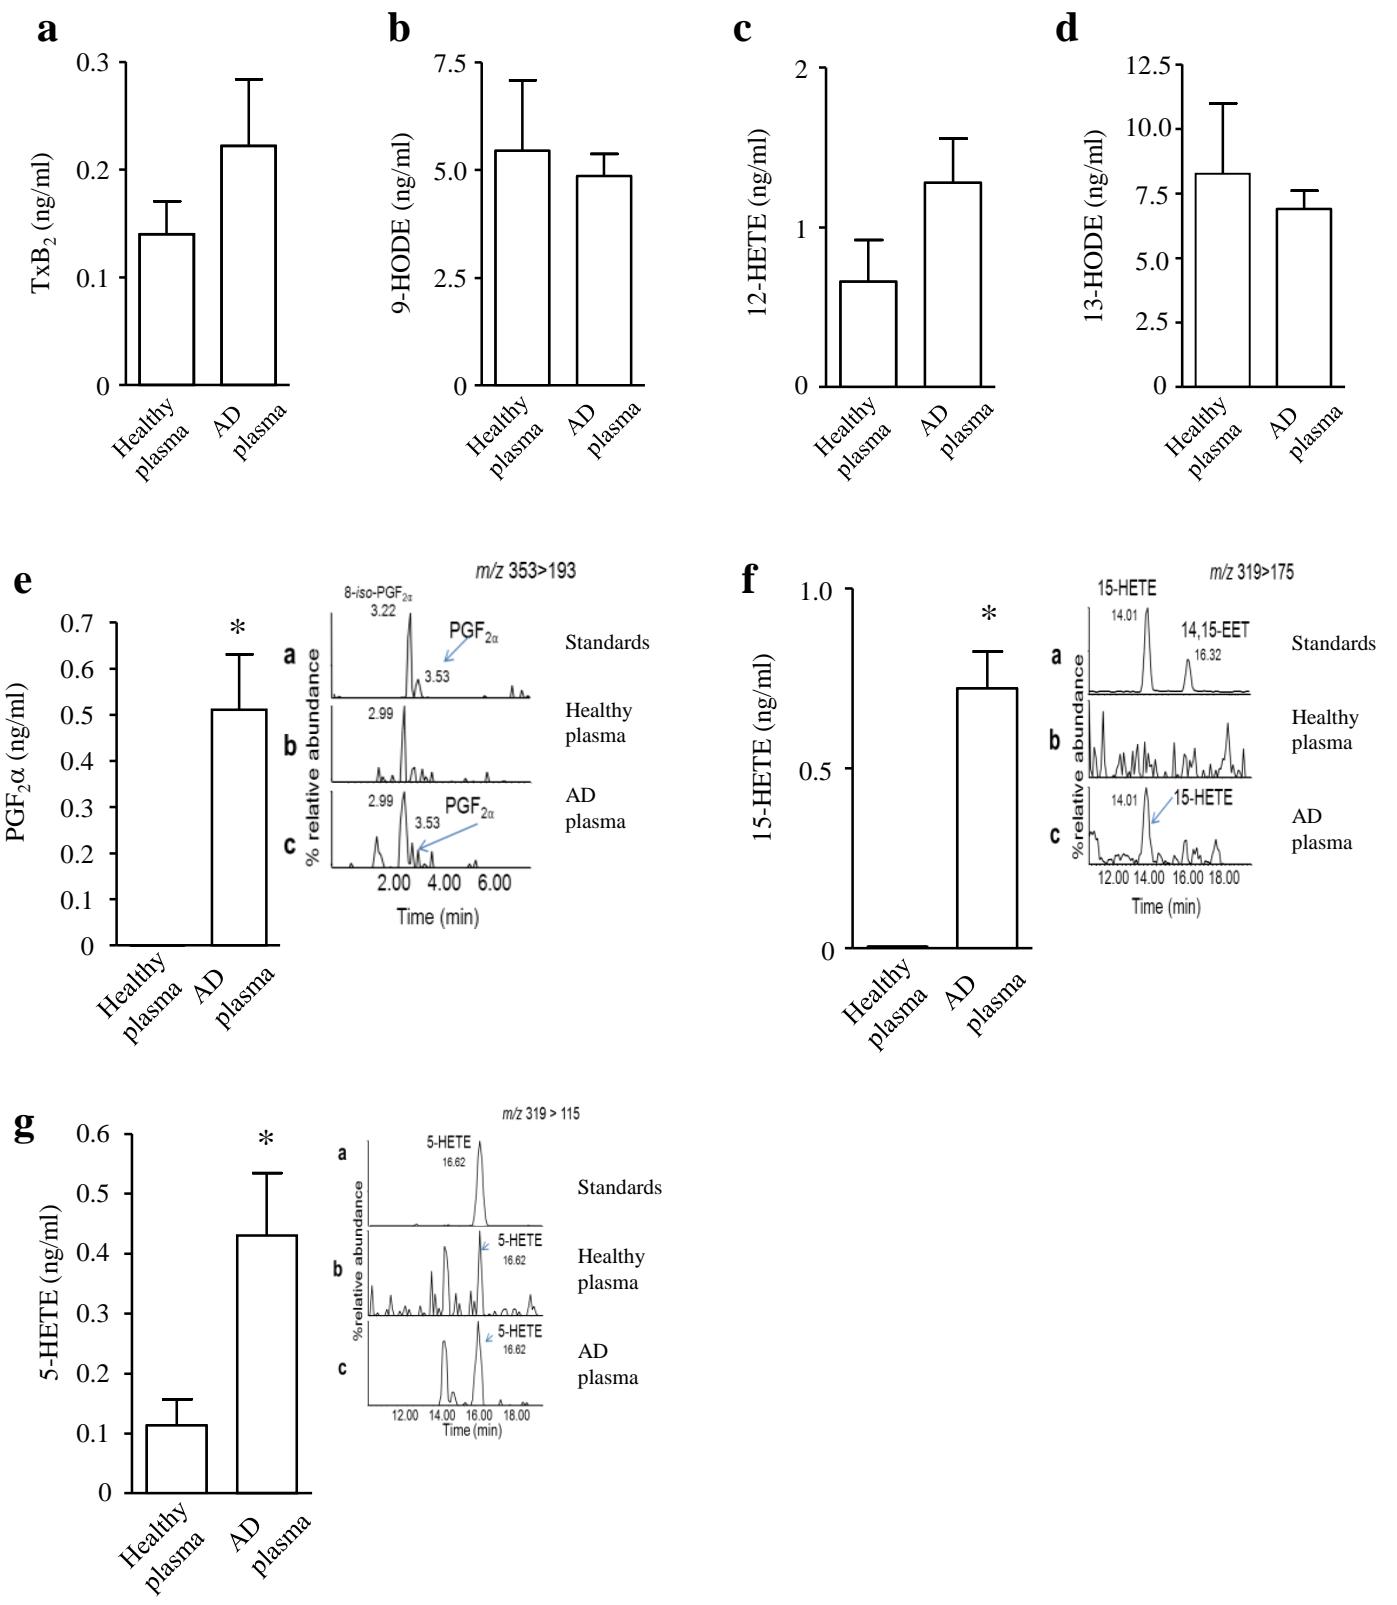 a
TxB2 (ng/ml)
0.3
0.2
0.1
0
Healthy
plasma
AD
plasma
b
9-HODE (ng/ml)
7.5
5.0
2.5
0
Healthy
plasma
AD
plasma
c
12-HETE (ng/ml)
2
1
0
Healthy
plasma
AD
plasma
d
13-HODE (ng/ml)
12.5
10.0
7.5
5.0
2.5
0
Healthy
plasma
AD
plasma
e
PGF2α (ng/ml)
0.7
0.6
0.5
0.4
0.3
0.2
0.1
0
*
Healthy
plasma
AD
plasma
m/z 353>193
% relative abundance
a
8-iso-PGF2α
3.22
PGF2α
3.53
Standards
b
2.99
Healthy
plasma
c
2.99
3.53
PGF2α
AD
plasma
2.00 4.00 6.00
Time (min)
f
15-HETE (ng/ml)
1.0
0.5
0
*
Healthy
plasma
AD
plasma
m/z 319>175
%relative abundance
a
15-HETE
14.01
14,15-EET
16.32
Standards
b
Healthy
plasma
c
14.01
15-HETE
AD
plasma
12.00 14.00 16.00 18.00
Time (min)
g
5-HETE (ng/ml)
0.6
0.5
0.4
0.3
0.2
0.1
0
*
Healthy
plasma
AD
plasma
m/z 319 > 115
%relative abundance
a
5-HETE
16.62
Standards
b
5-HETE
16.62
Healthy
plasma
c
5-HETE
16.62
AD
plasma
12.00 14.00 16.00 18.00
Time (min)